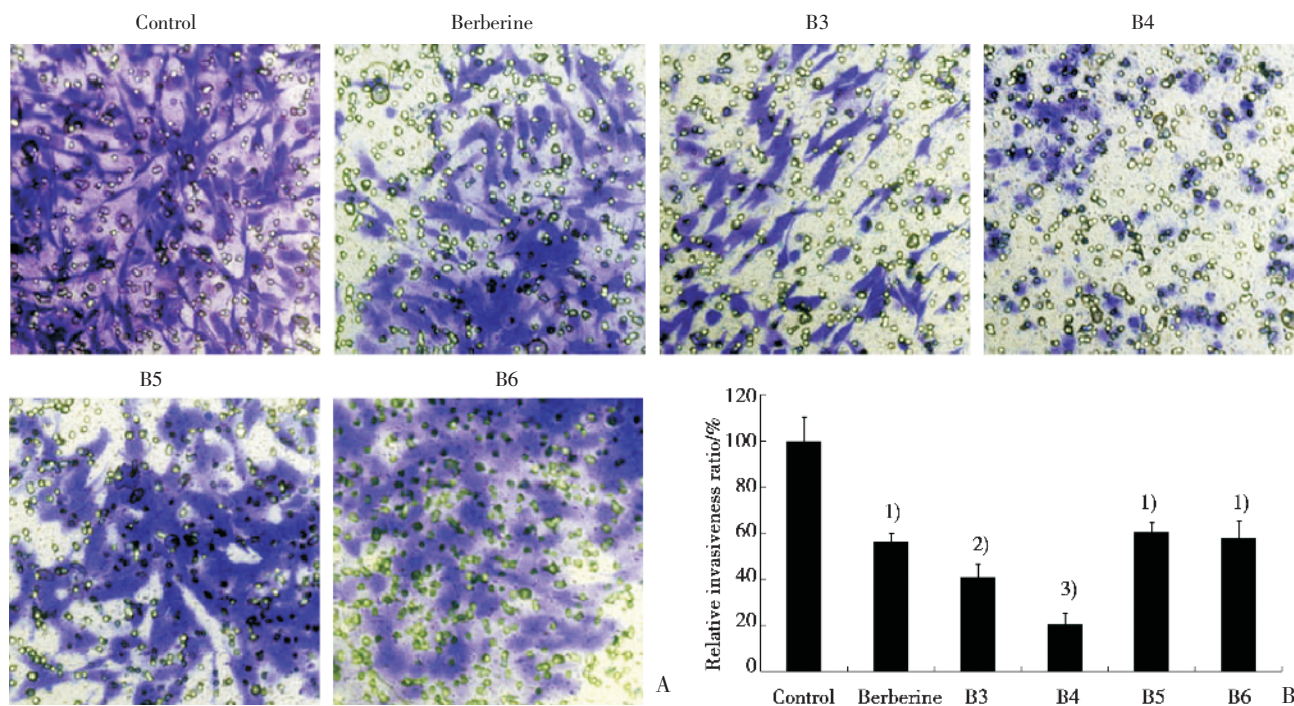 Control
Berberine
B3
B4
B5
B6
A
Relative invasiveness ratio/%
120
100
80
60
40
20
0
1)
2)
3)
1)
1)
Control
Berberine
B3
B4
B5
B6
B